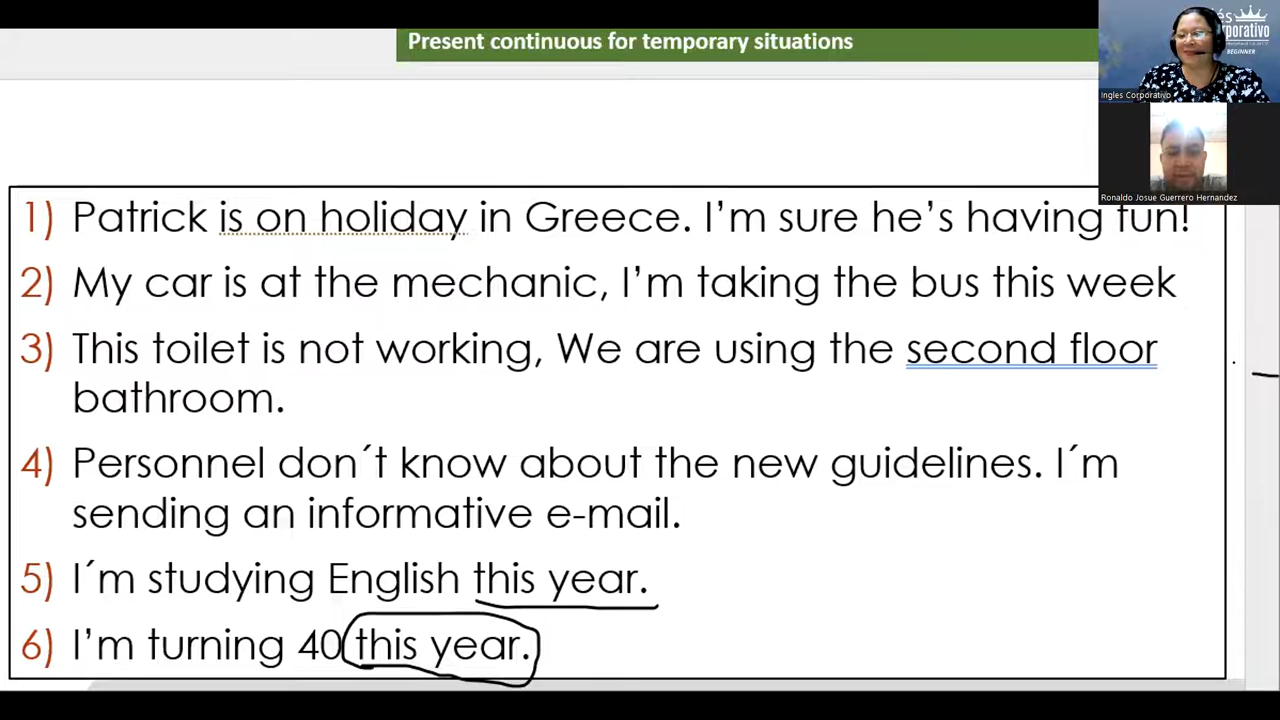 Present continuous for temporary situations
és
rporativo
BEGINNER
Ingles Corporativo
Ronaldo Josue Guerrero Hernandez
1) Patrick is on holiday in Greece. I’m sure he’s having fun!
2) My car is at the mechanic, I’m taking the bus this week
3) This toilet is not working, We are using the second floor
bathroom.
4) Personnel don´t know about the new guidelines. I´m
sending an informative e-mail.
5) I´m studying English this year.
6) I’m turning 40 this year.